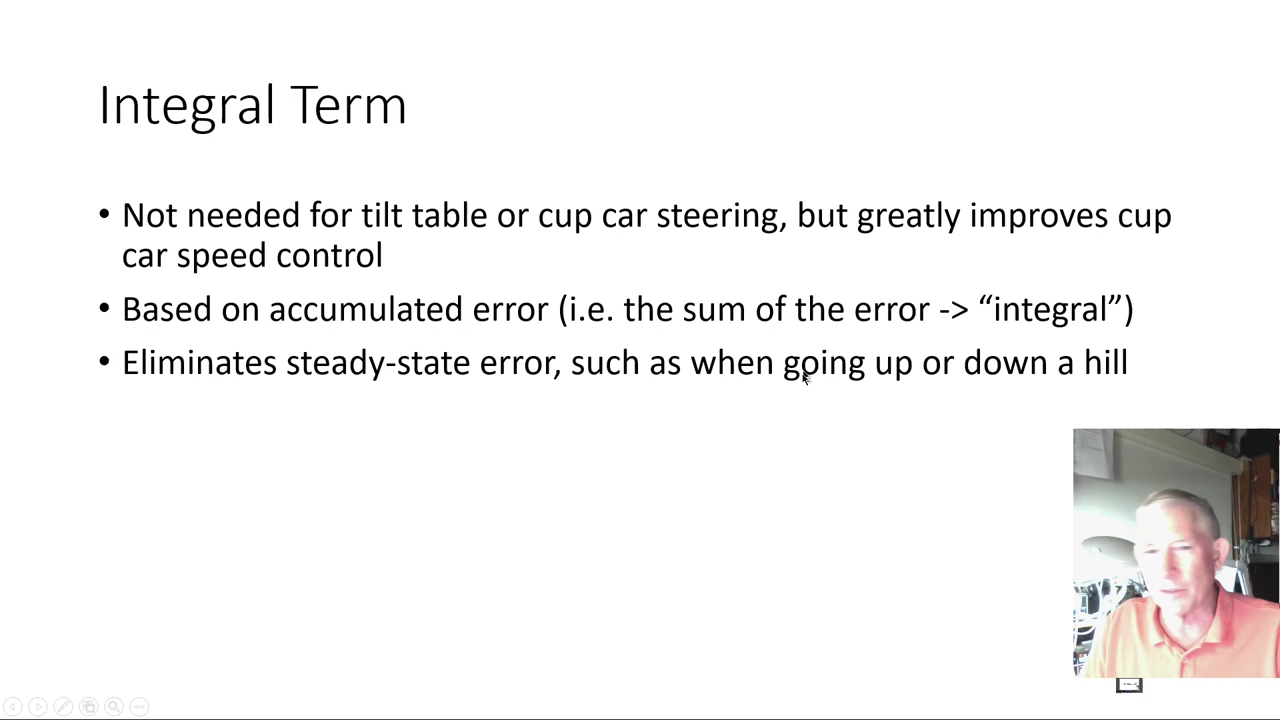 Integral Term
• Not needed for tilt table or cup car steering, but greatly improves cup
car speed control
• Based on accumulated error (i.e. the sum of the error -> “integral”)
• Eliminates steady-state error, such as when going up or down a hill